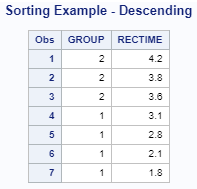 Sorting Example - Descending
Obs GROUP RECTIME
1 2 4.2
2 2 3.8
3 2 3.6
4 1 3.1
5 1 2.8
6 1 2.1
7 1 1.8